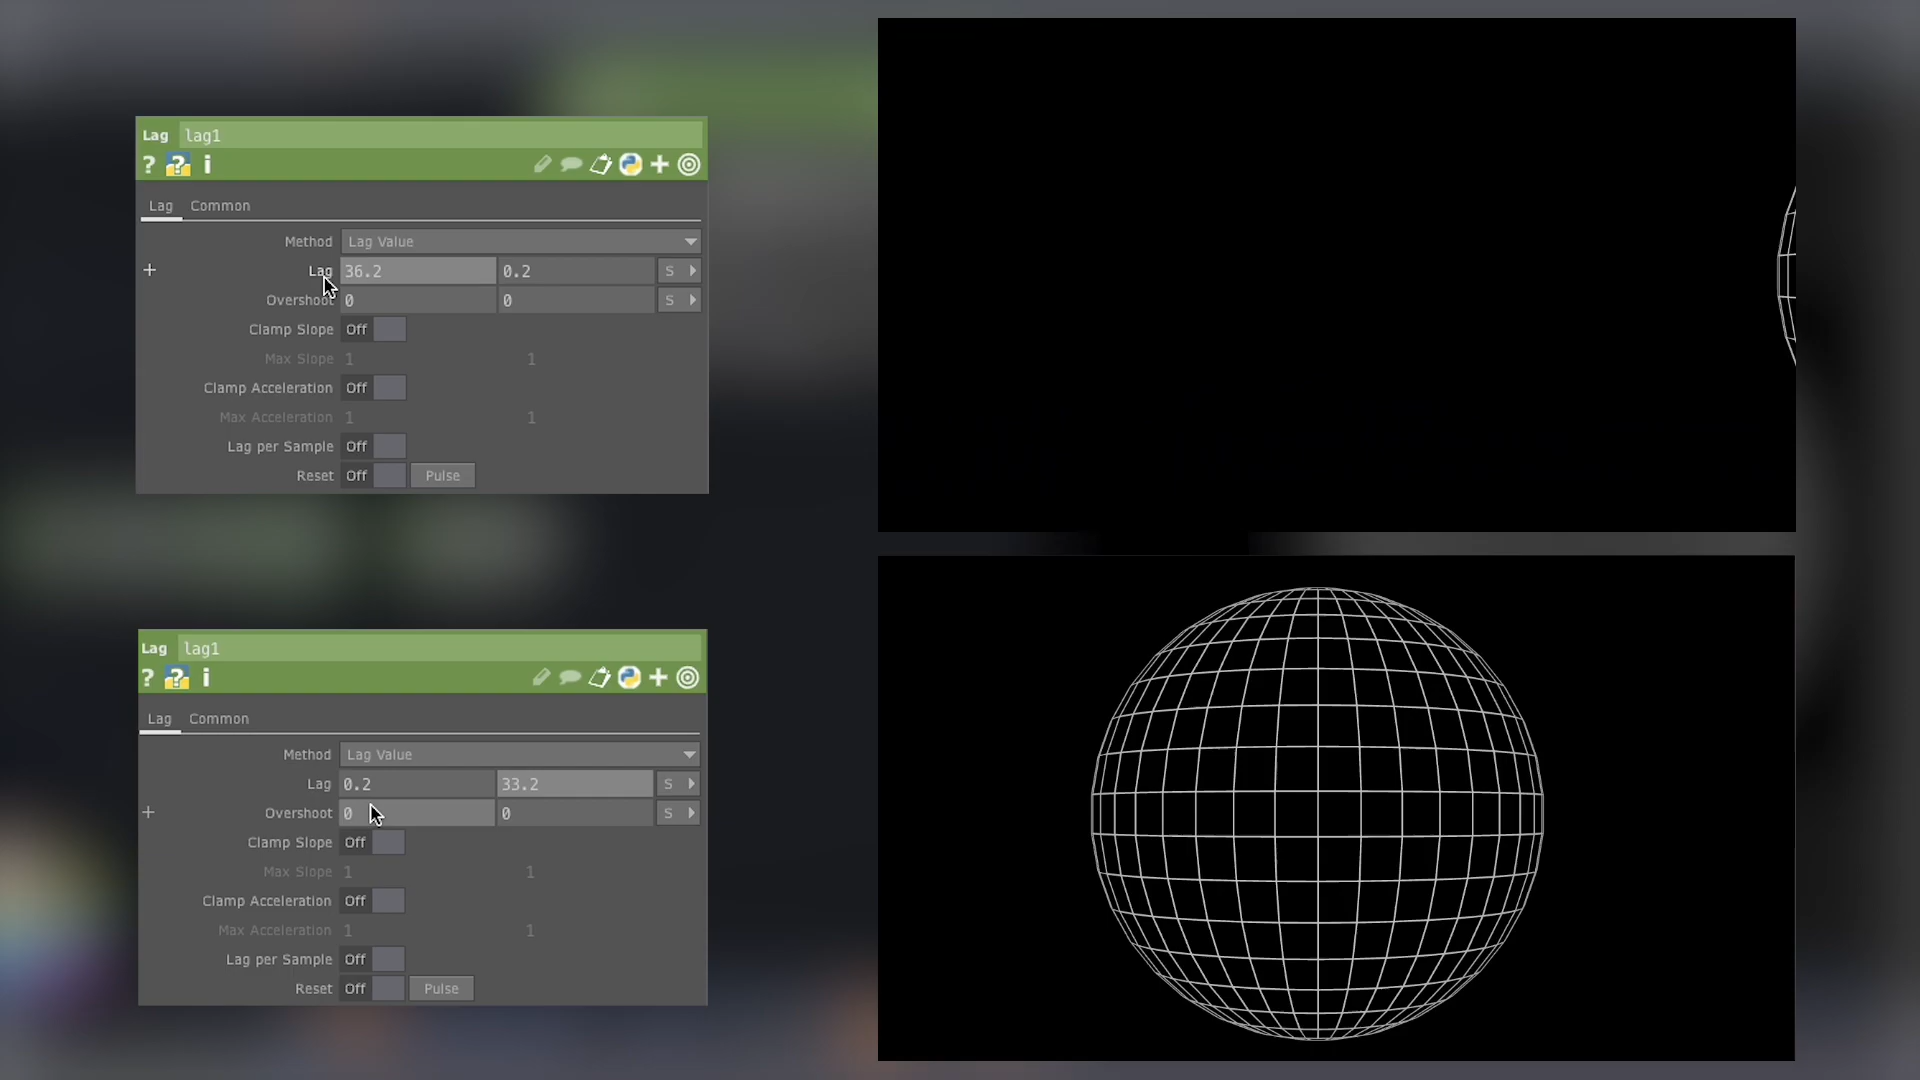 Lag lag1
? ? i
Lag Common
Method Lag Value
+ Lag 36.2 0.2 S
Overshoot 0 0 S
Clamp Slope Off
Max Slope 1 1
Clamp Acceleration Off
Max Acceleration 1 1
Lag per Sample Off
Reset Off Pulse
Lag lag1
? ? i
Lag Common
Method Lag Value
Lag 0.2 33.2 S
+ Overshoot 0 0 S
Clamp Slope Off
Max Slope 1 1
Clamp Acceleration Off
Max Acceleration 1 1
Lag per Sample Off
Reset Off Pulse